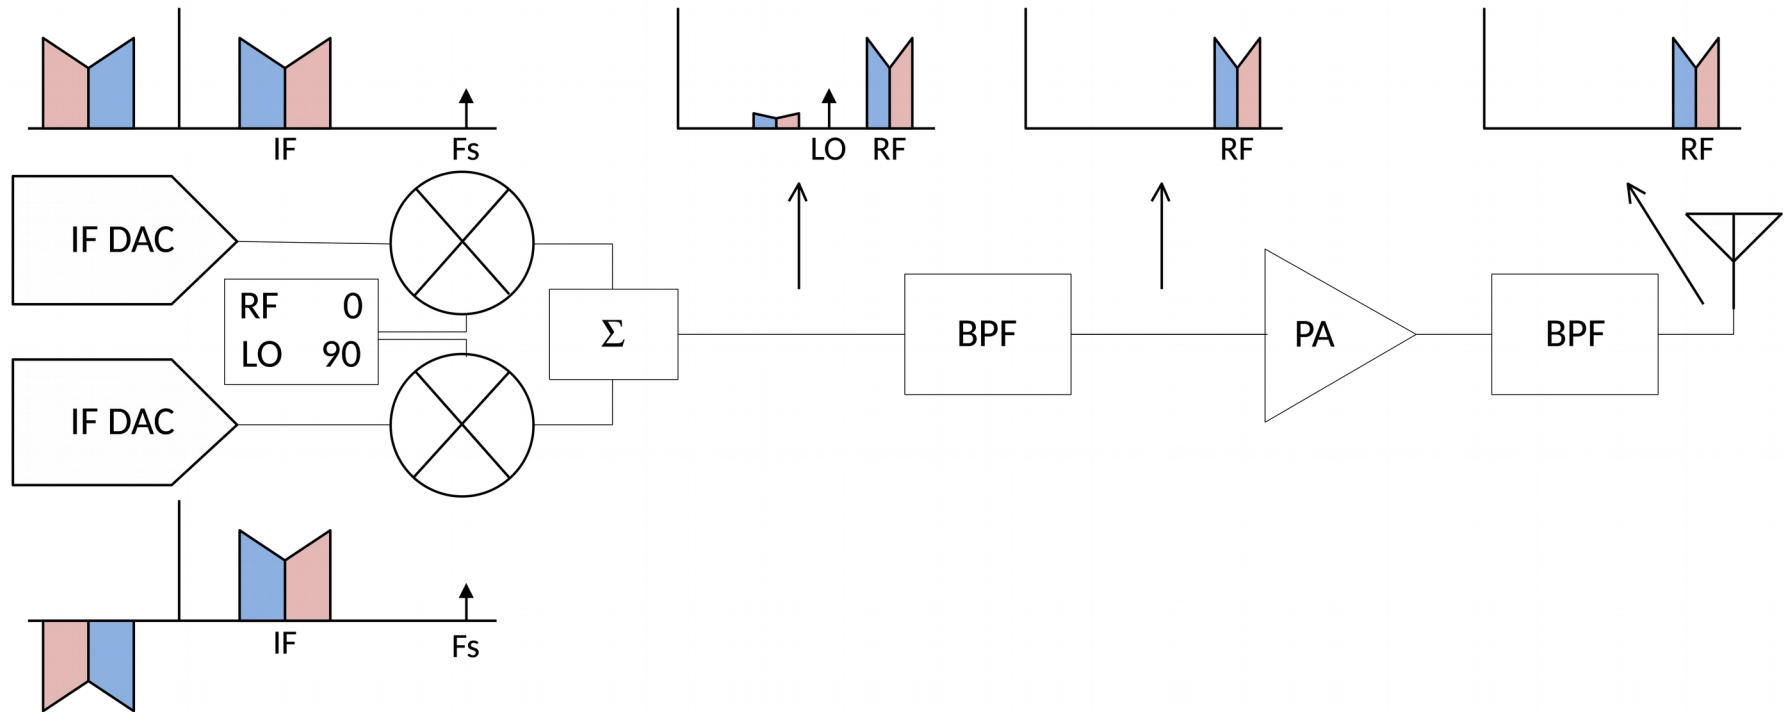 IF
Fs
LO
RF
RF
RF
IF DAC
RF 0
LO 90
Σ
BPF
PA
BPF
IF DAC
IF
Fs